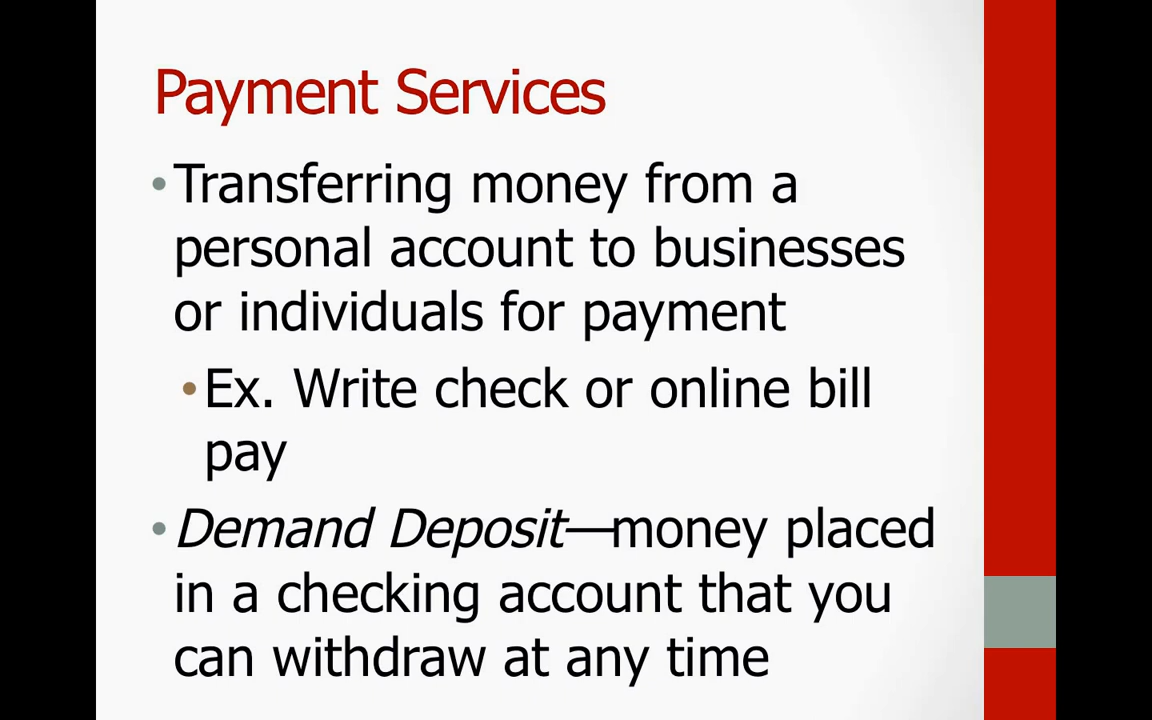 Payment Services
•Transferring money from a
personal account to businesses
or individuals for payment
•Ex. Write check or online bill
pay
•Demand Deposit—money placed
in a checking account that you
can withdraw at any time